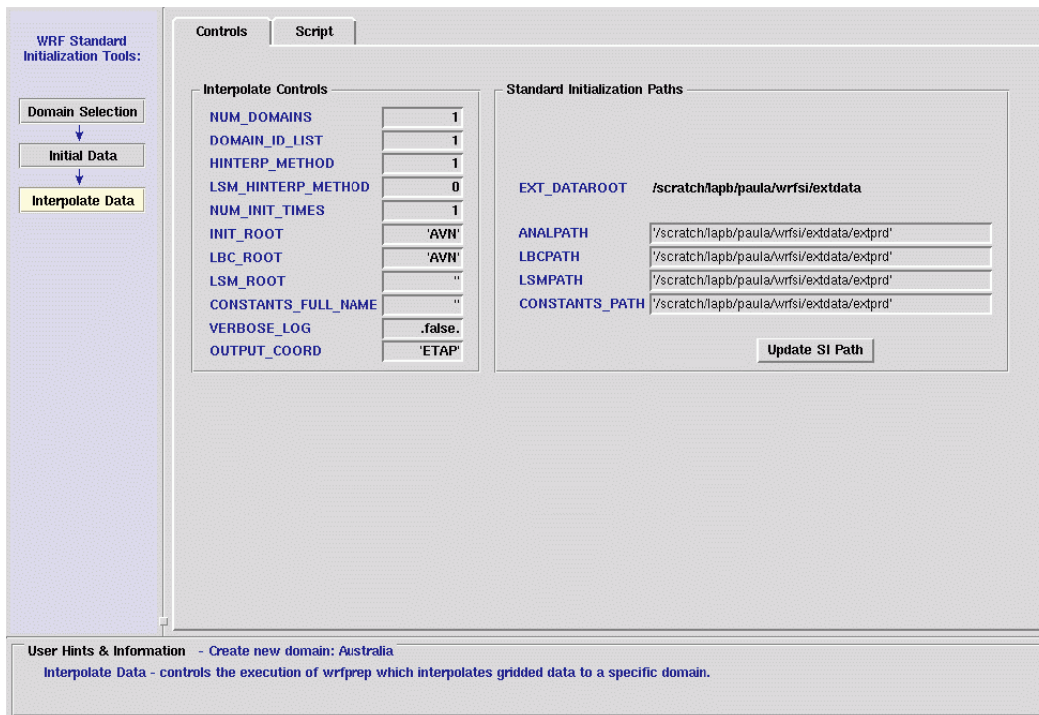 WRF Standard
Initialization Tools:
Domain Selection
Initial Data
Interpolate Data
Controls Script
Interpolate Controls
NUM_DOMAINS 1
DOMAIN_ID_LIST 1
HINTERP_METHOD 1
LSM_HINTERP_METHOD 0
NUM_INIT_TIMES 1
INIT_ROOT 'AVN'
LBC_ROOT 'AVN'
LSM_ROOT ''
CONSTANTS_FULL_NAME ''
VERBOSE_LOG .false.
OUTPUT_COORD 'ETAP'
Standard Initialization Paths
EXT_DATAROOT /scratch/lapb/paula/wrfsi/extdata
ANALPATH '/scratch/lapb/paula/wrfsi/extdata/extprd'
LBCPATH '/scratch/lapb/paula/wrfsi/extdata/extprd'
LSMPATH '/scratch/lapb/paula/wrfsi/extdata/extprd'
CONSTANTS_PATH '/scratch/lapb/paula/wrfsi/extdata/extprd'
Update SI Path
User Hints & Information - Create new domain: Australia
Interpolate Data - controls the execution of wrfprep which interpolates gridded data to a specific domain.